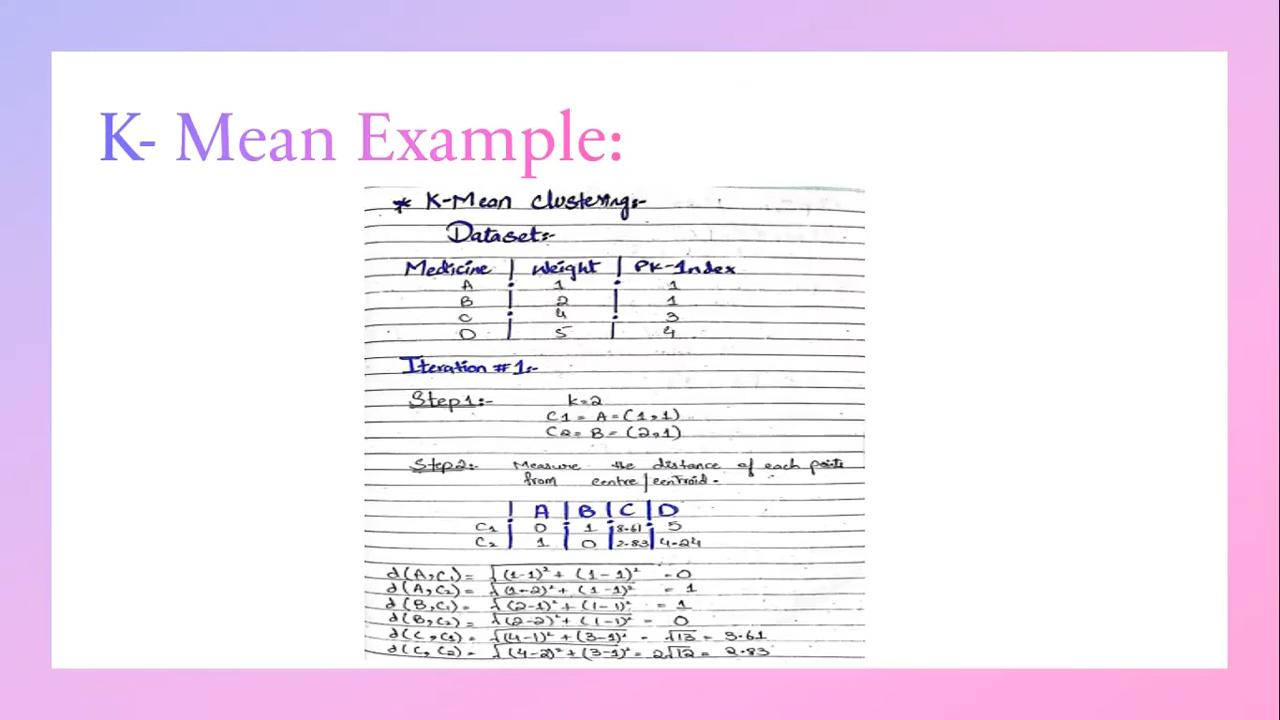 K- Mean Example:
* K-Mean Clustering:-
Dataset:-
Medicine | Weight | PK-Index
A | 1 | 1
B | 2 | 1
C | 4 | 3
D | 5 | 4
Iteration #1:-
Step1:- k=2
C1 = A = (1,1)
C2 = B = (2,1)
Step2:- Measure the distance of each points
from centre/centroid.
| A | B | C | D
C1 | 0 | 1 | 3.61 | 5
C2 | 1 | 0 | 2.83 | 4.24
d(A,C1) = √(1-1)² + (1-1)² = 0
d(A,C2) = √(1-2)² + (1-1)² = 1
d(B,C1) = √(2-1)² + (1-1)² = 1
d(B,C2) = √(2-2)² + (1-1)² = 0
d(C,C1) = √(4-1)² + (3-1)² = √13 = 3.61
d(C,C2) = √(4-2)² + (3-1)² = 2√12 = 2.83